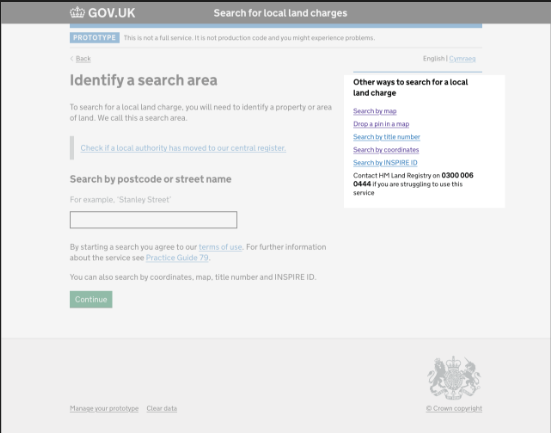 GOV.UK
Search for local land charges
PROTOTYPE This is not a full service. It is not production code and you might experience problems.
‹ Back
English | Cymraeg
Identify a search area
To search for a local land charge, you will need to identify a property or area
of land. We call this a search area.
Check if a local authority has moved to our central register.
Search by postcode or street name
For example, 'Stanley Street'
By starting a search you agree to our terms of use. For further information
about the service see Practice Guide 79.
You can also search by coordinates, map, title number and INSPIRE ID.
Continue
Other ways to search for a local
land charge
Search by map
Drop a pin in a map
Search by title number
Search by coordinates
Search by INSPIRE ID
Contact HM Land Registry on 0300 006
0444 if you are struggling to use this
service
Manage your prototype Clear data
© Crown copyright